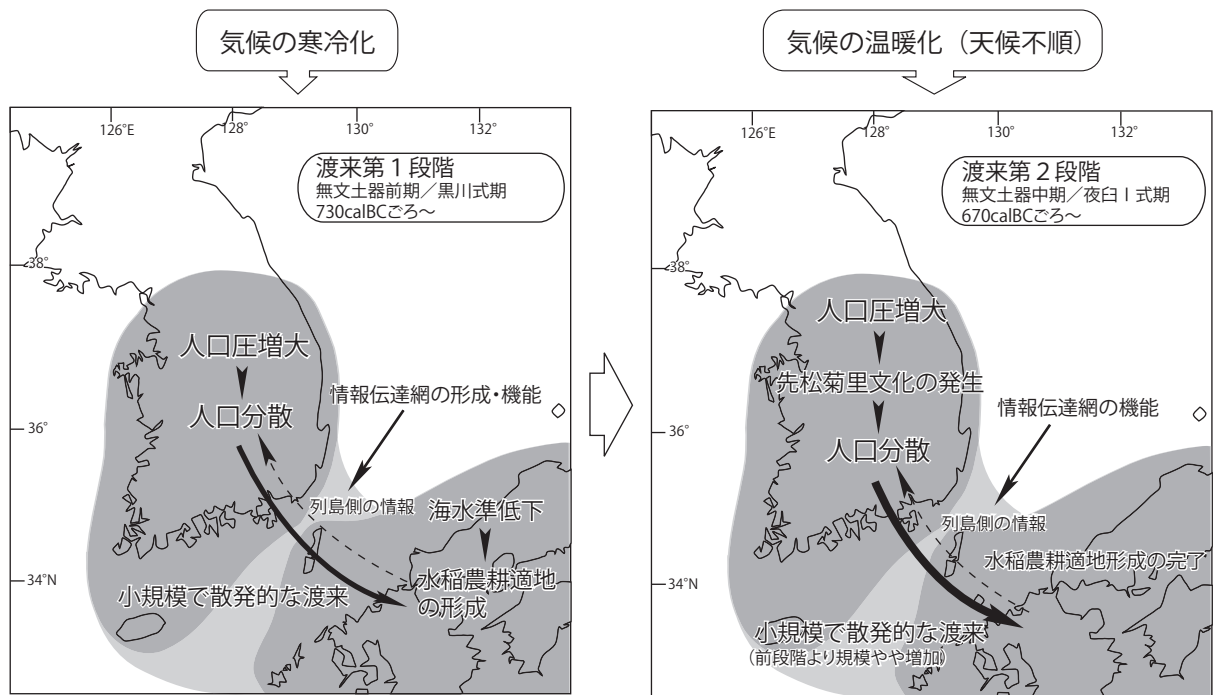 気候の寒冷化
126°E
128°
130°
132°
渡来第1段階
無文土器前期／黒川式期
730calBCごろ～
38°
人口圧増大
人口分散
情報伝達網の形成・機能
36°
列島側の情報
海水準低下
34°N
小規模で散発的な渡来
水稲農耕適地
の形成
気候の温暖化（天候不順）
126°E
128°
130°
132°
渡来第2段階
無文土器中期／夜臼Ⅰ式期
670calBCごろ～
38°
人口圧増大
先松菊里文化の発生
情報伝達網の機能
36°
人口分散
列島側の情報
水稲農耕適地形成の完了
34°N
小規模で散発的な渡来
（前段階より規模やや増加）